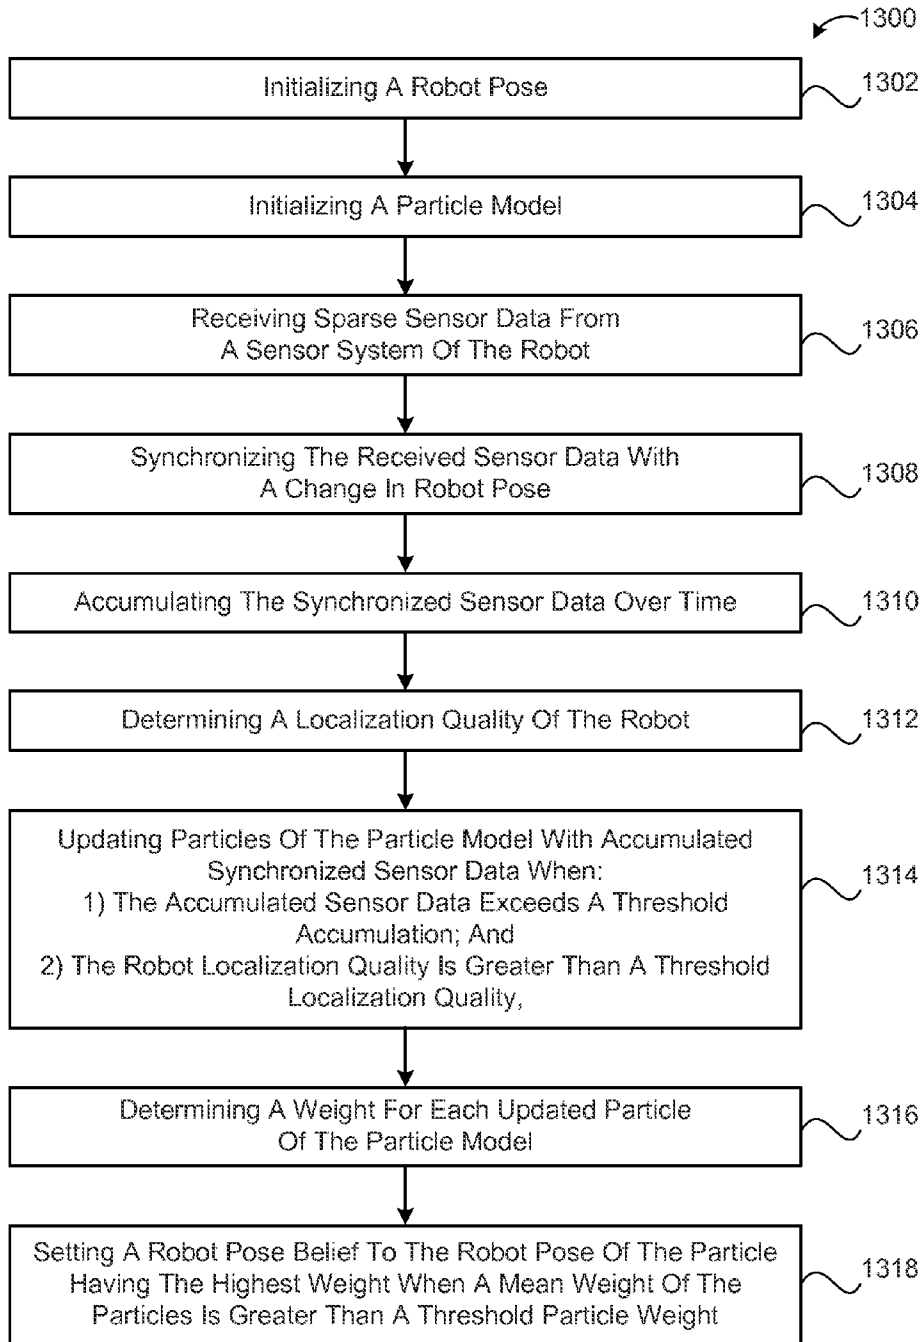 1300
Initializing A Robot Pose
1302
Initializing A Particle Model
1304
Receiving Sparse Sensor Data From
A Sensor System Of The Robot
1306
Synchronizing The Received Sensor Data With
A Change In Robot Pose
1308
Accumulating The Synchronized Sensor Data Over Time
1310
Determining A Localization Quality Of The Robot
1312
Updating Particles Of The Particle Model With Accumulated
Synchronized Sensor Data When:
1) The Accumulated Sensor Data Exceeds A Threshold
Accumulation; And
2) The Robot Localization Quality Is Greater Than A Threshold
Localization Quality,
1314
Determining A Weight For Each Updated Particle
Of The Particle Model
1316
Setting A Robot Pose Belief To The Robot Pose Of The Particle
Having The Highest Weight When A Mean Weight Of The
Particles Is Greater Than A Threshold Particle Weight
1318